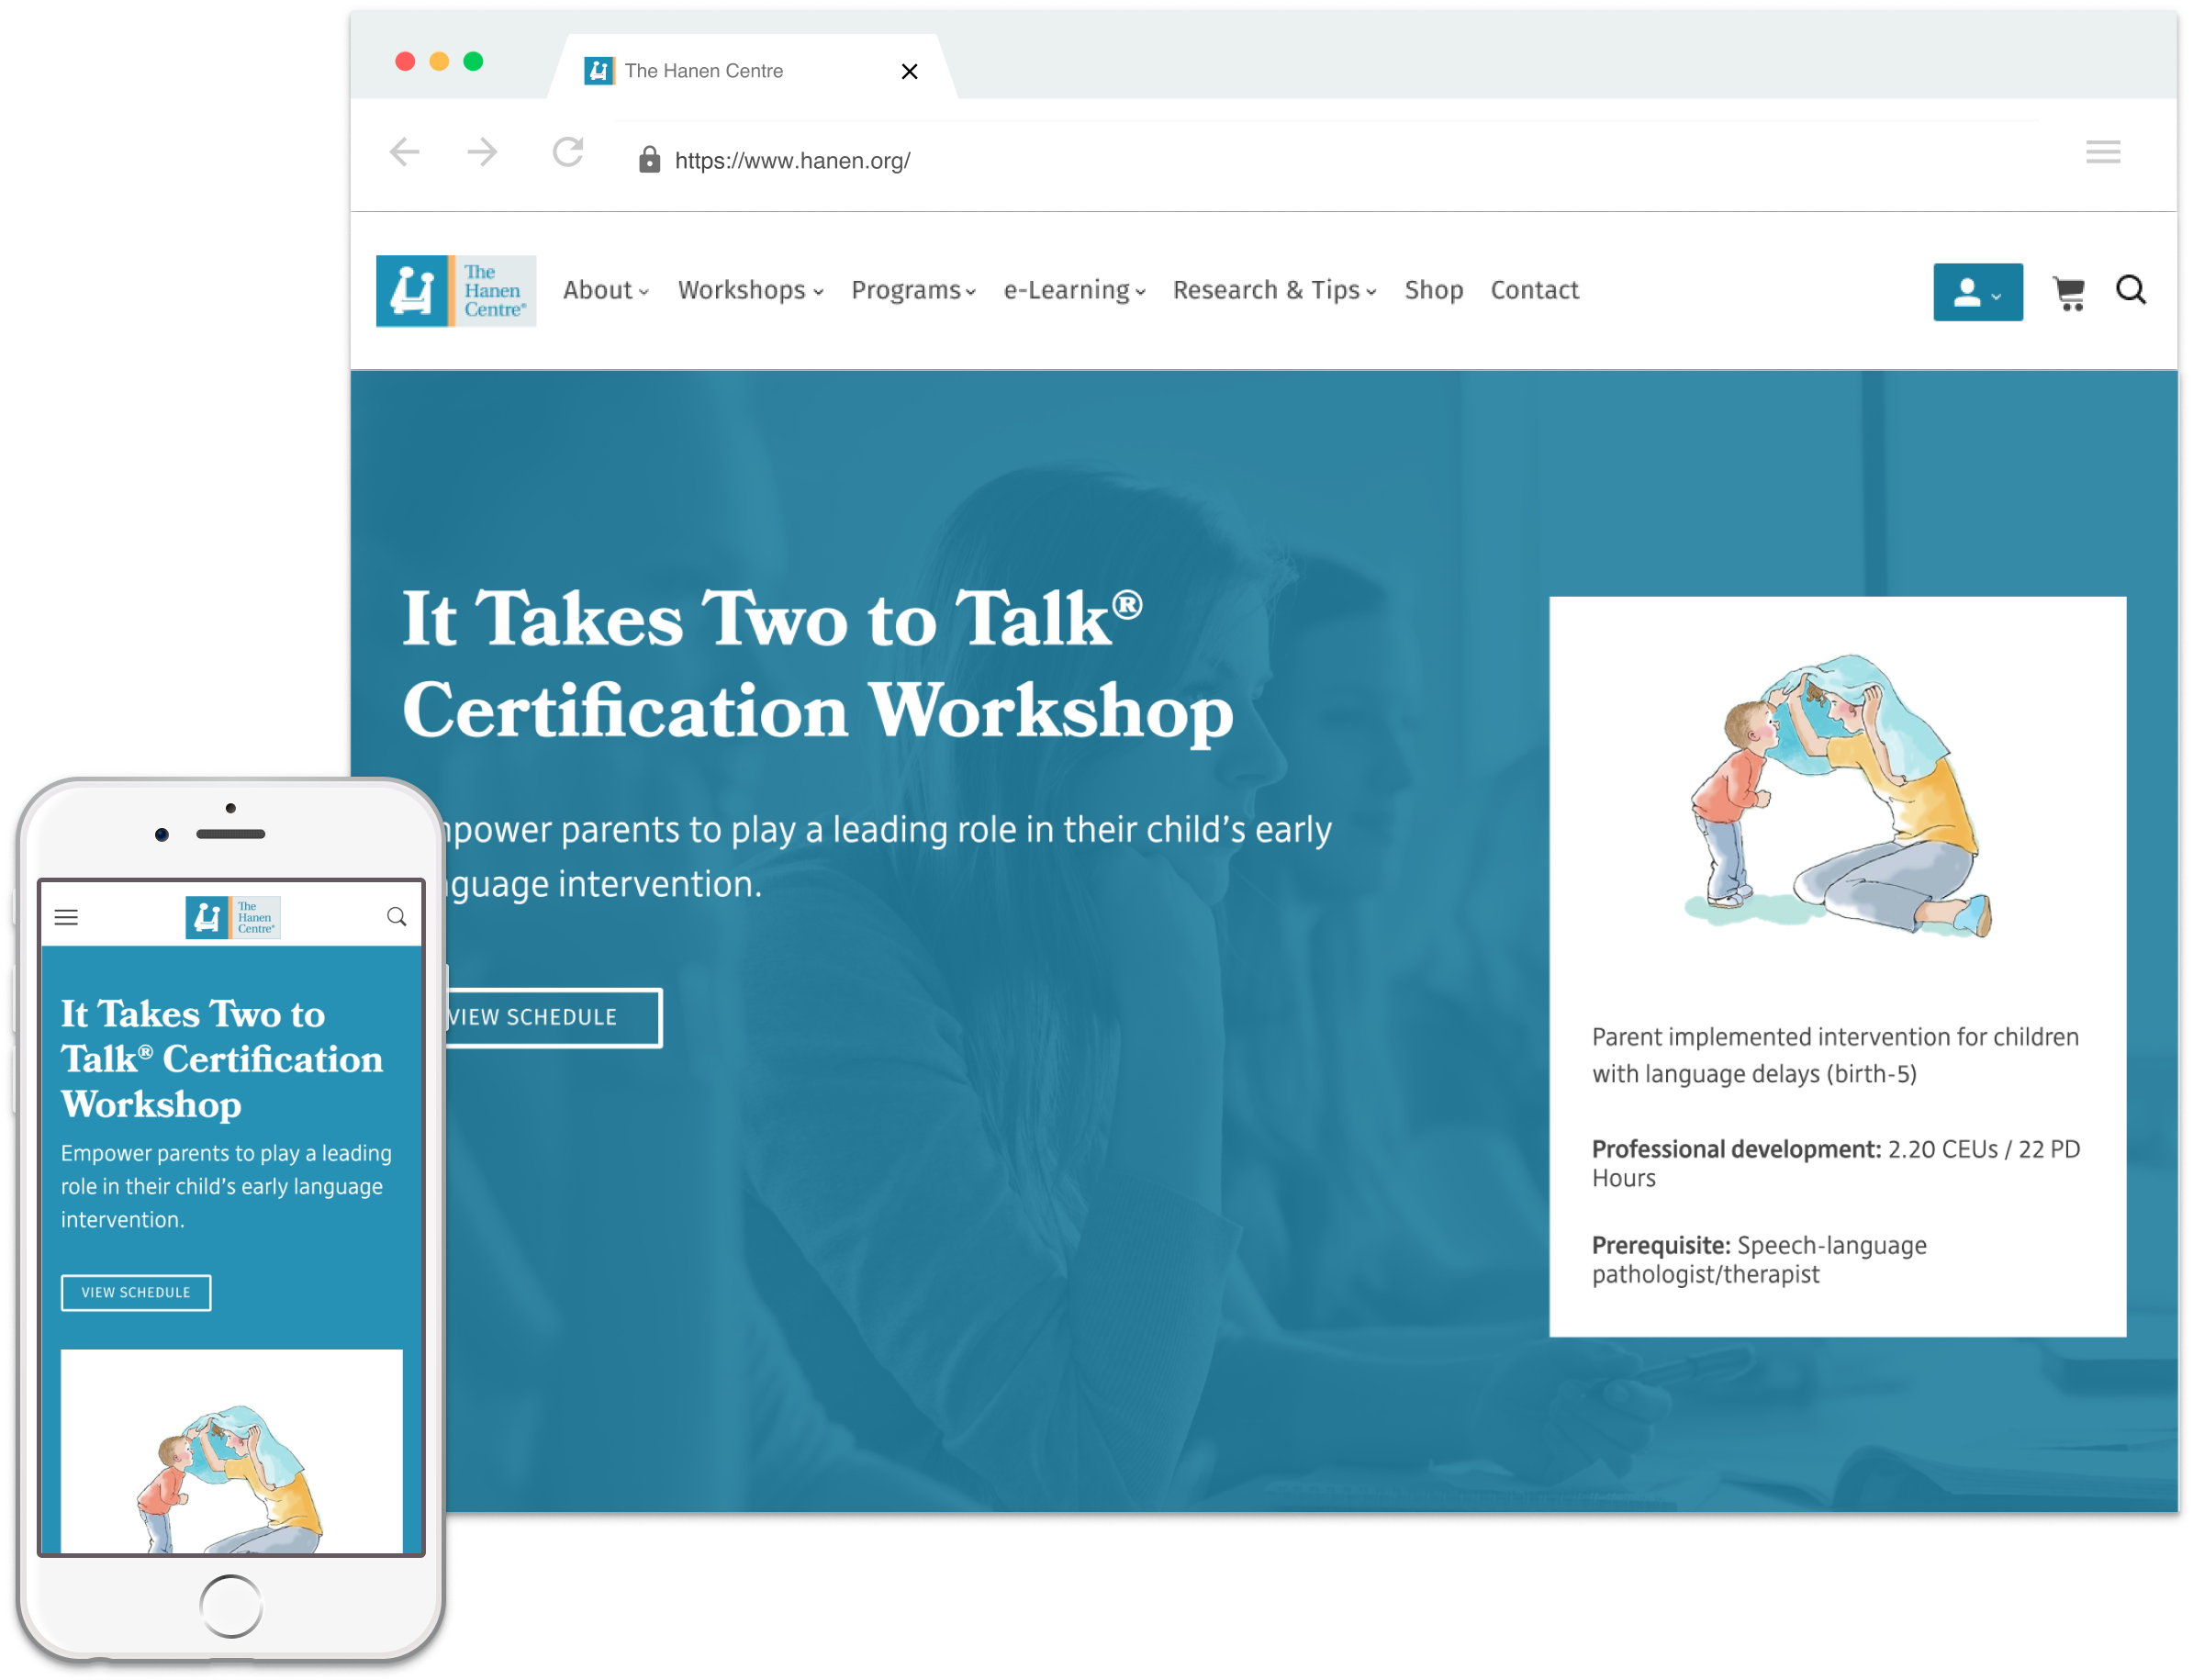 The Hanen Centre
https://www.hanen.org/
The
Hanen
Centre®
About Workshops Programs e-Learning Research & Tips Shop Contact
It Takes Two to Talk®
Certification Workshop
parents to play a leading role in their child's early
intervention.
VIEW SCHEDULE
Parent implemented intervention for children
with language delays (birth-5)
Professional development: 2.20 CEUs / 22 PD
Hours
Prerequisite: Speech-language
pathologist/therapist
The
Hanen
Centre®
It Takes Two to
Talk® Certification
Workshop
Empower parents to play a leading
role in their child's early language
intervention.
VIEW SCHEDULE